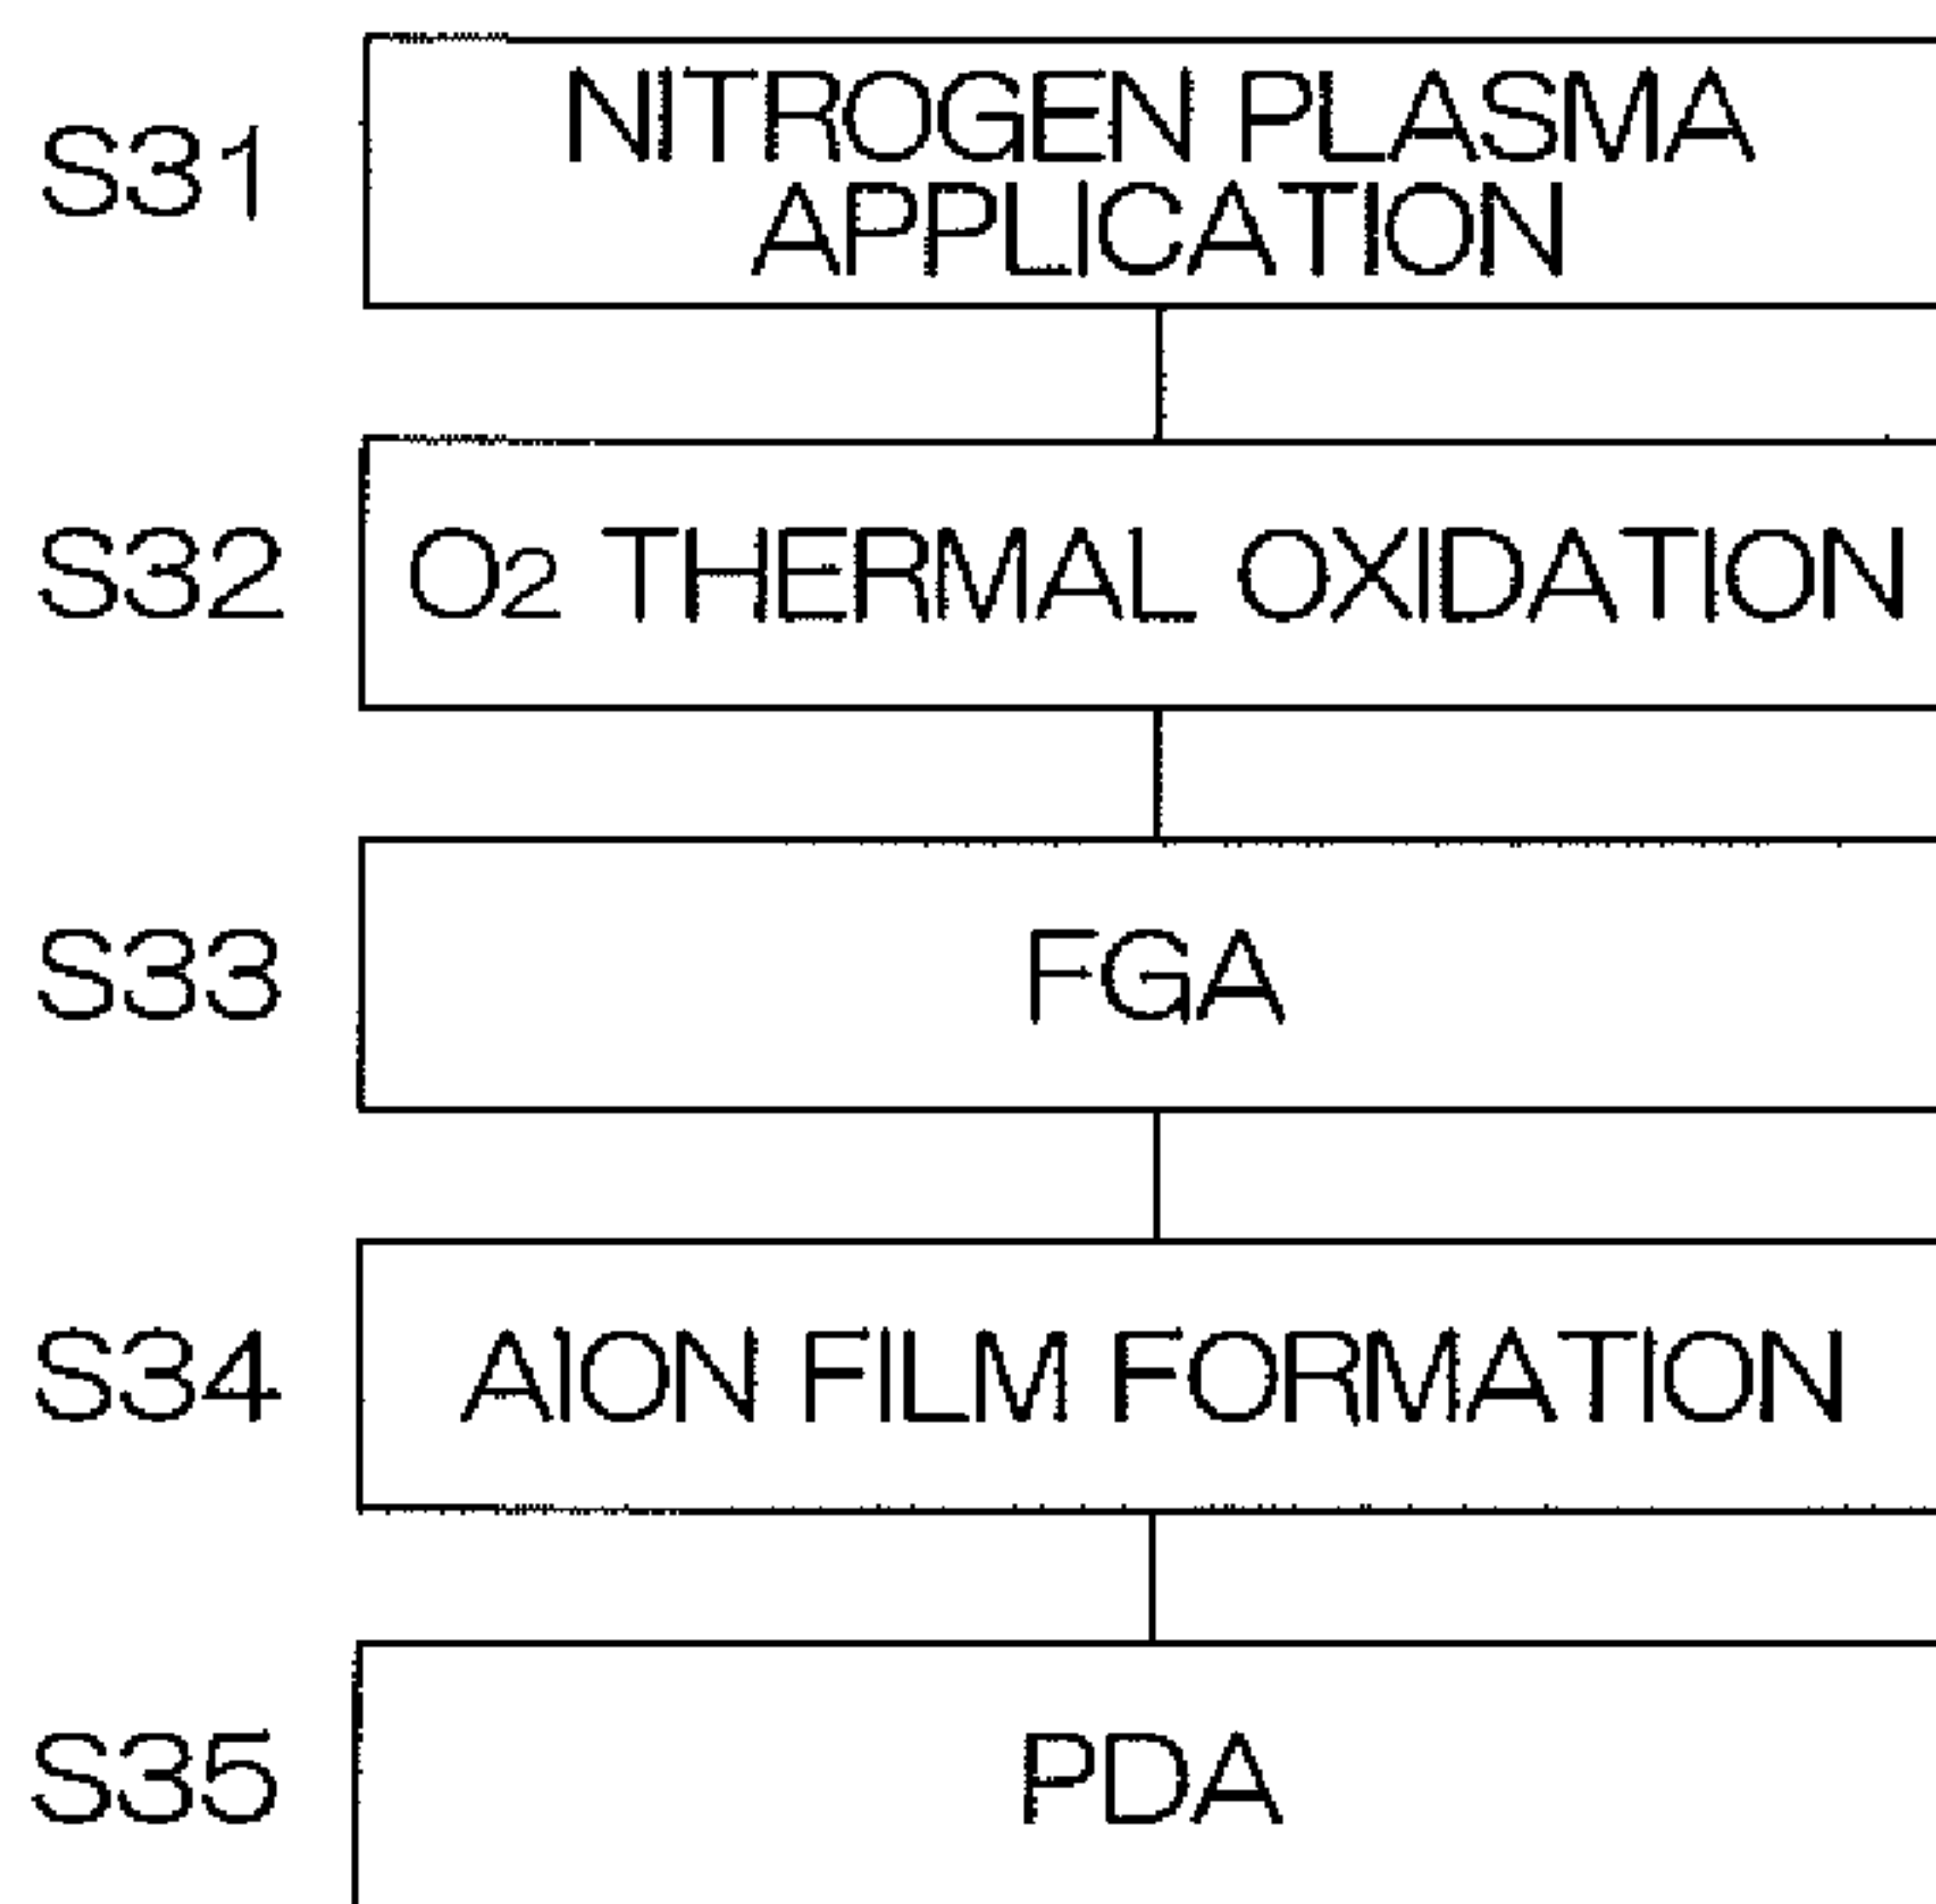 S31
NITROGEN PLASMA
APPLICATION
S32
O2 THERMAL OXIDATION
S33
FGA
S34
AlON FILM FORMATION
S35
PDA